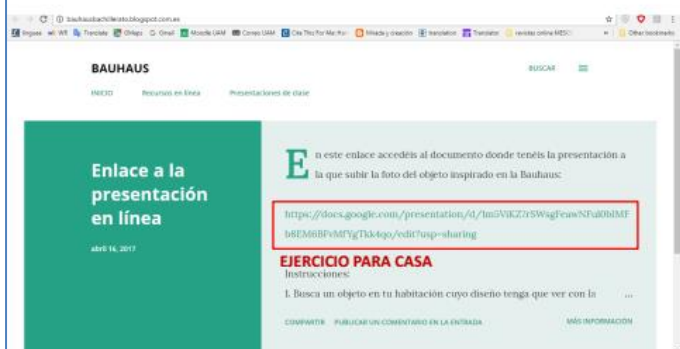 bauhausbachillerato.blogspot.com.es
BAUHAUS
BUSCAR
INICIO Recursos en línea Presentaciones de clase
Enlace a la
presentación
en línea
abril 16, 2017
En este enlace accedéis al documento donde tenéis la presentación a
la que subir la foto del objeto inspirado en la Bauhaus:
https://docs.google.com/presentation/d/
edit?usp=sharing
EJERCICIO PARA CASA
Instrucciones:
1. Busca un objeto en tu habitación cuyo diseño tenga que ver con la ...
COMPARTIR PUBLICAR UN COMENTARIO EN LA ENTRADA MÁS INFORMACIÓN